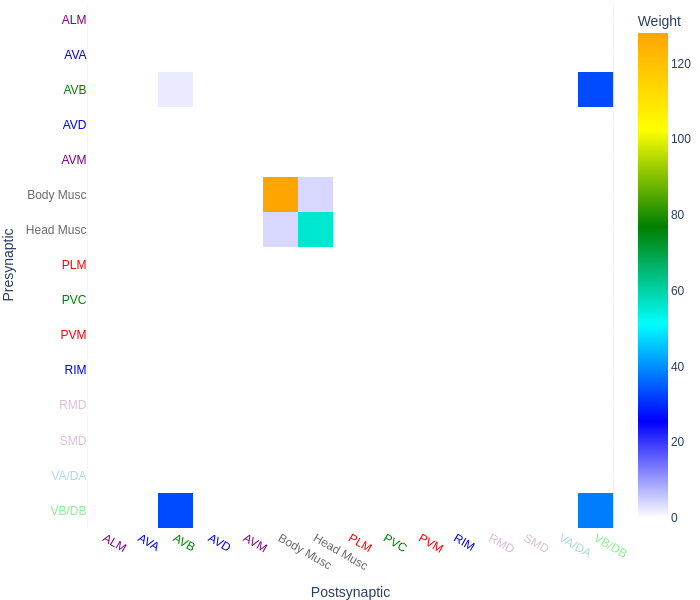 Weight
ALM
AVA
AVB
AVD
AVM
Body Musc
Head Musc
PLM
PVC
PVM
RIM
RMD
SMD
VA/DA
VB/DB
Presynaptic
120
100
80
60
40
20
0
ALM
AVA
AVB
AVD
AVM
Body Musc
Head Musc
PLM
PVC
PVM
RIM
RMD
SMD
VA/DA
VB/DB
Postsynaptic